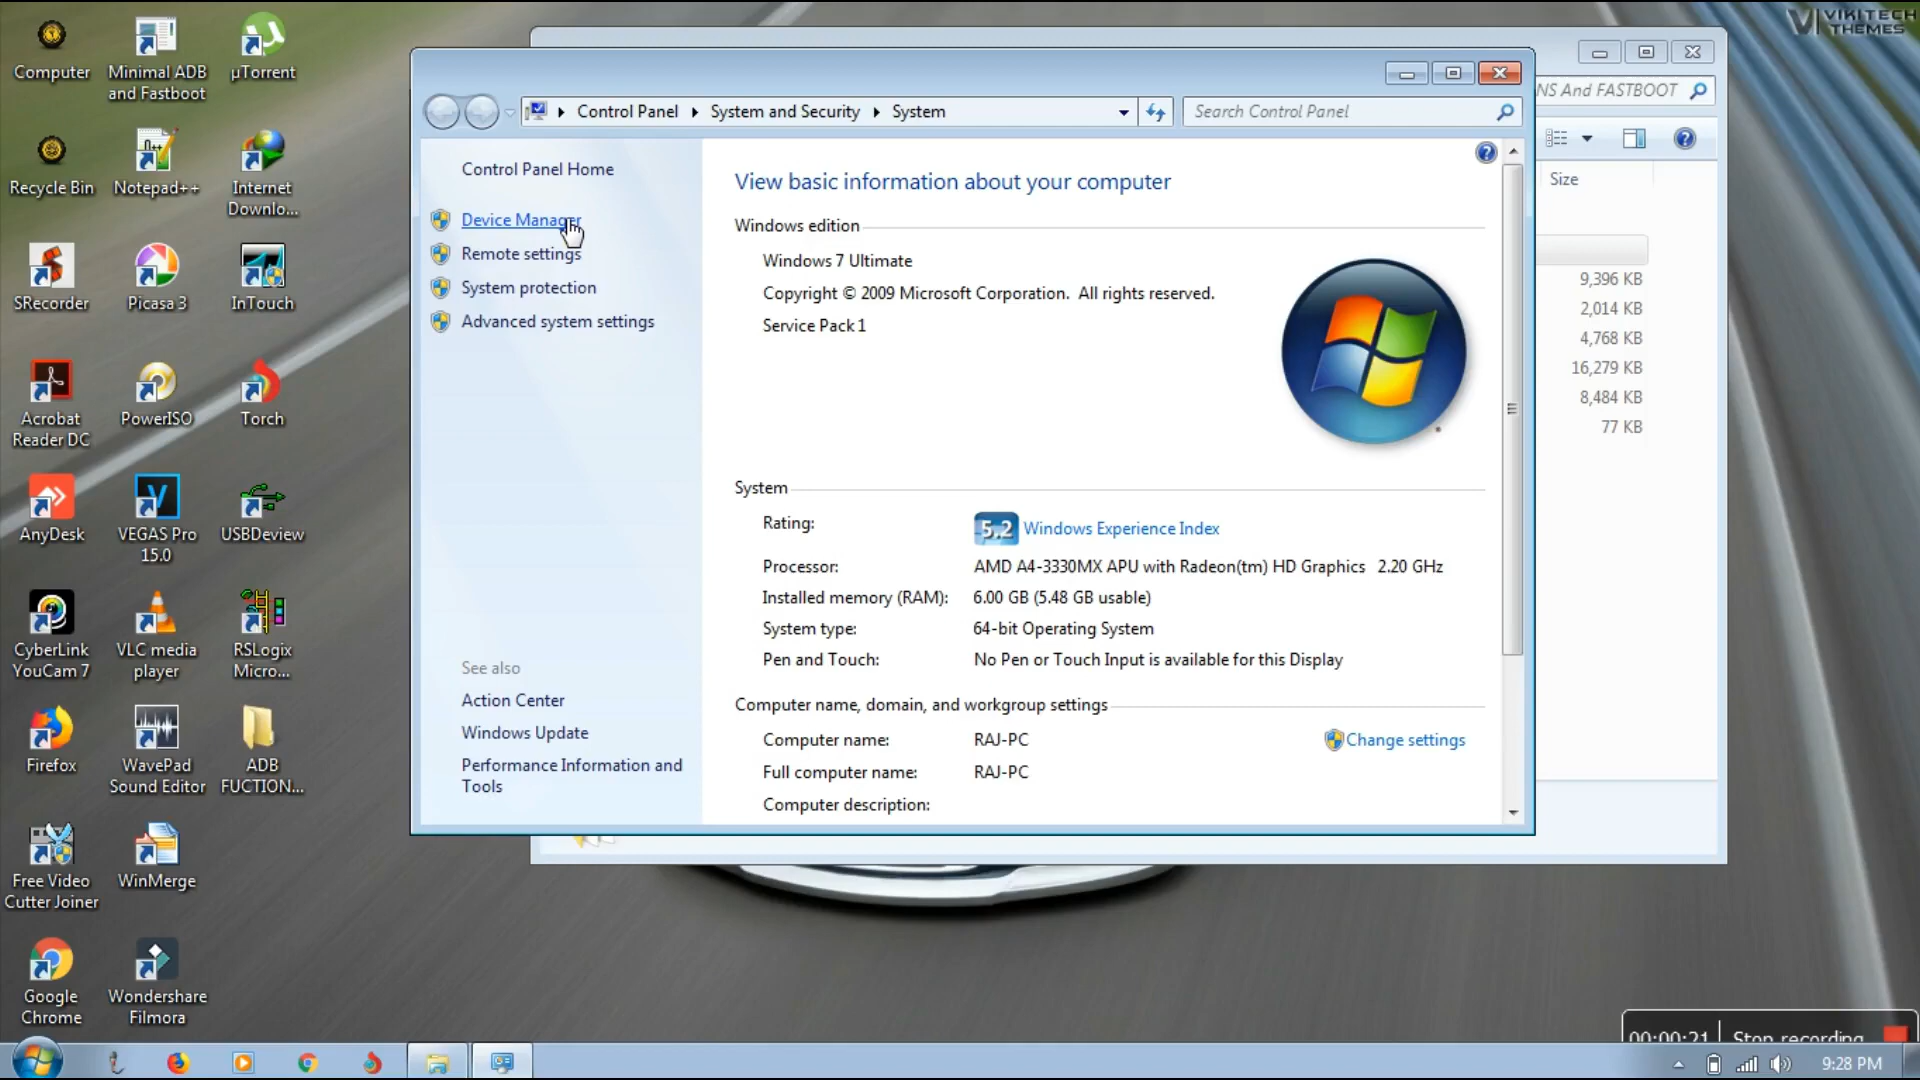 VIKITECH
THEMES
Computer
Minimal ADB
and Fastboot
µTorrent
Recycle Bin
Notepad++
Internet
Downlo...
SRecorder
Picasa 3
InTouch
Acrobat
Reader DC
PowerISO
Torch
AnyDesk
VEGAS Pro
15.0
USBDeview
CyberLink
YouCam 7
VLC media
player
RSLogix
Micro...
Firefox
WavePad
Sound Editor
ADB
FUCTION...
Free Video
Cutter Joiner
WinMerge
Google
Chrome
Wondershare
Filmora
NS And FASTBOOT
Size
9,396 KB
2,014 KB
4,768 KB
16,279 KB
8,484 KB
77 KB
Control Panel System and Security System
Search Control Panel
Control Panel Home
Device Manager
Remote settings
System protection
Advanced system settings
See also
Action Center
Windows Update
Performance Information and
Tools
View basic information about your computer
Windows edition
Windows 7 Ultimate
Copyright © 2009 Microsoft Corporation. All rights reserved.
Service Pack 1
System
Rating: 5.2 Windows Experience Index
Processor: AMD A4-3330MX APU with Radeon(tm) HD Graphics 2.20 GHz
Installed memory (RAM): 6.00 GB (5.48 GB usable)
System type: 64-bit Operating System
Pen and Touch: No Pen or Touch Input is available for this Display
Computer name, domain, and workgroup settings
Computer name: RAJ-PC
Change settings
Full computer name: RAJ-PC
Computer description:
00:00:21 Stop recording
9:28 PM